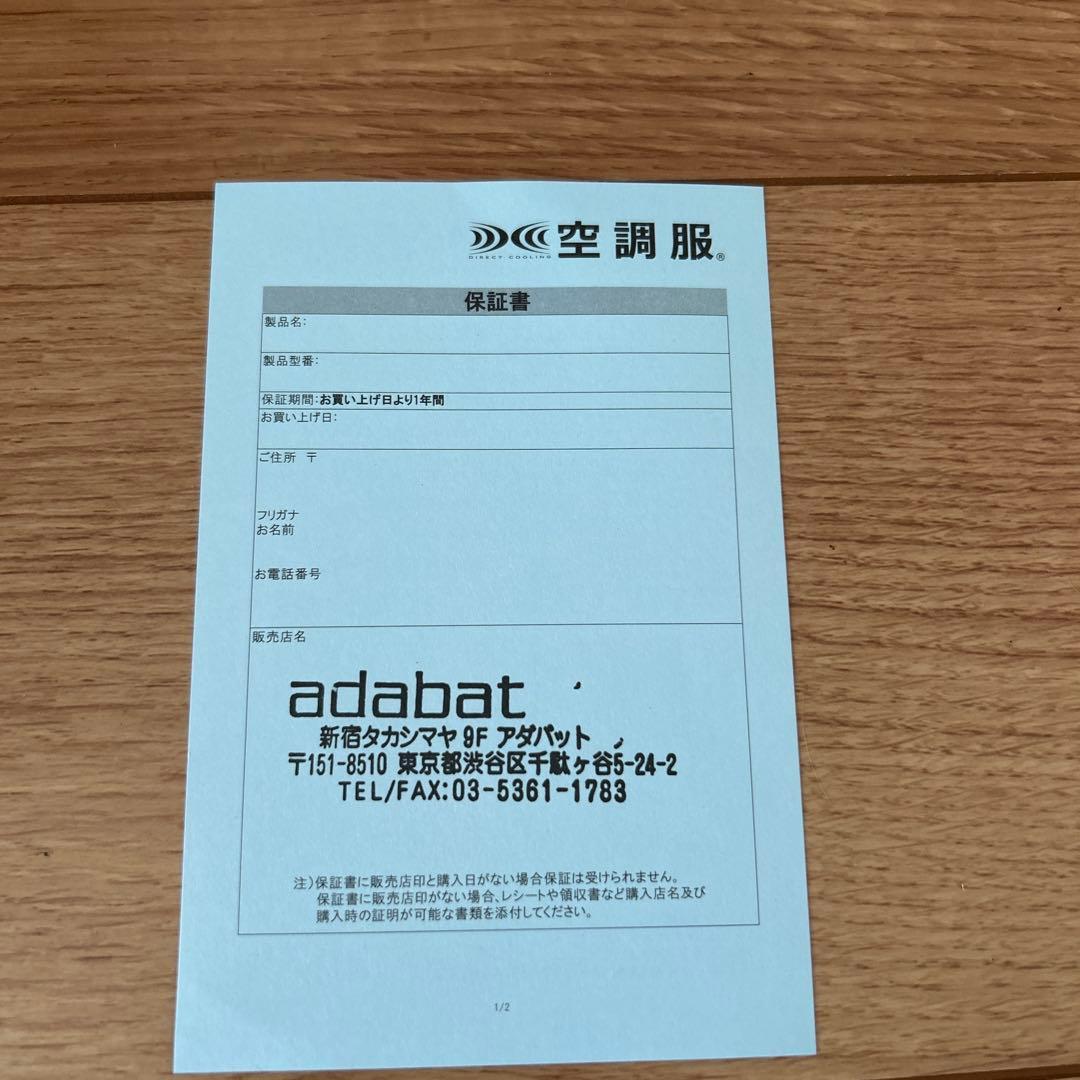 DIRECT COOLING
空調服®
保証書
製品名：
製品型番：
保証期間：お買い上げ日より1年間
お買い上げ日：
ご住所 〒
フリガナ
お名前
お電話番号
販売店名
adabat
新宿タカシマヤ 9F アダバット
〒151-8510 東京都渋谷区千駄ヶ谷5-24-2
TEL/FAX:03-5361-1783
注）保証書に販売店印と購入日がない場合保証は受けられません。
保証書に販売店印がない場合、レシートや領収書など購入店名及び
購入時の証明が可能な書類を添付してください。
1/2